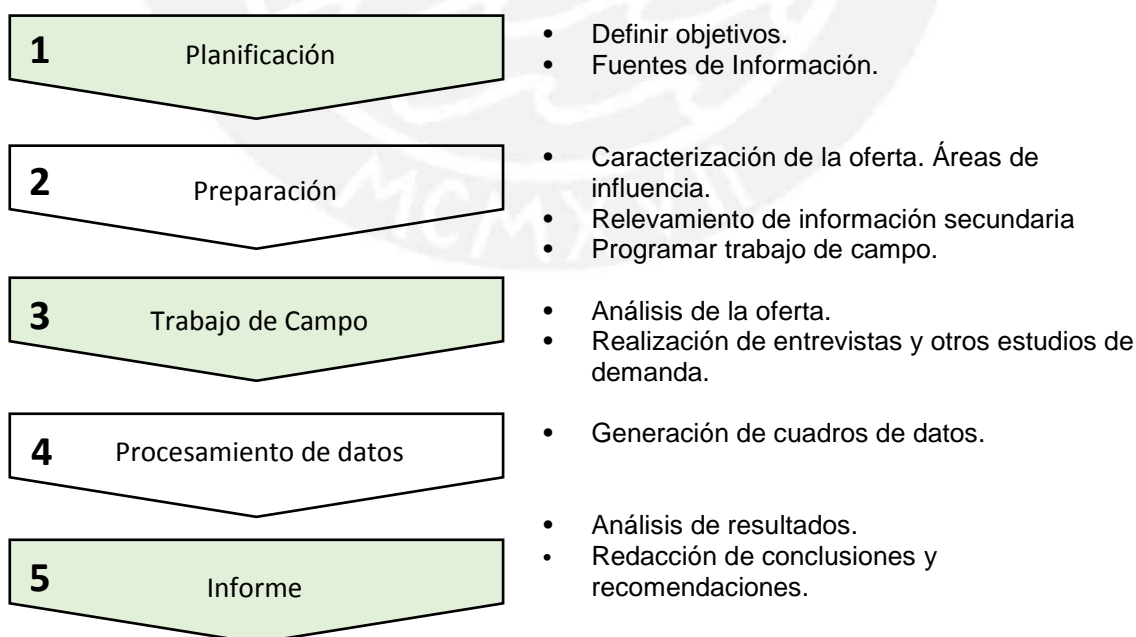 1 Planificación
• Definir objetivos.
• Fuentes de Información.
2 Preparación
• Caracterización de la oferta. Áreas de
influencia.
• Relevamiento de información secundaria
• Programar trabajo de campo.
3 Trabajo de Campo
• Análisis de la oferta.
• Realización de entrevistas y otros estudios de
demanda.
4 Procesamiento de datos
• Generación de cuadros de datos.
5 Informe
• Análisis de resultados.
• Redacción de conclusiones y
recomendaciones.
MCMXVII